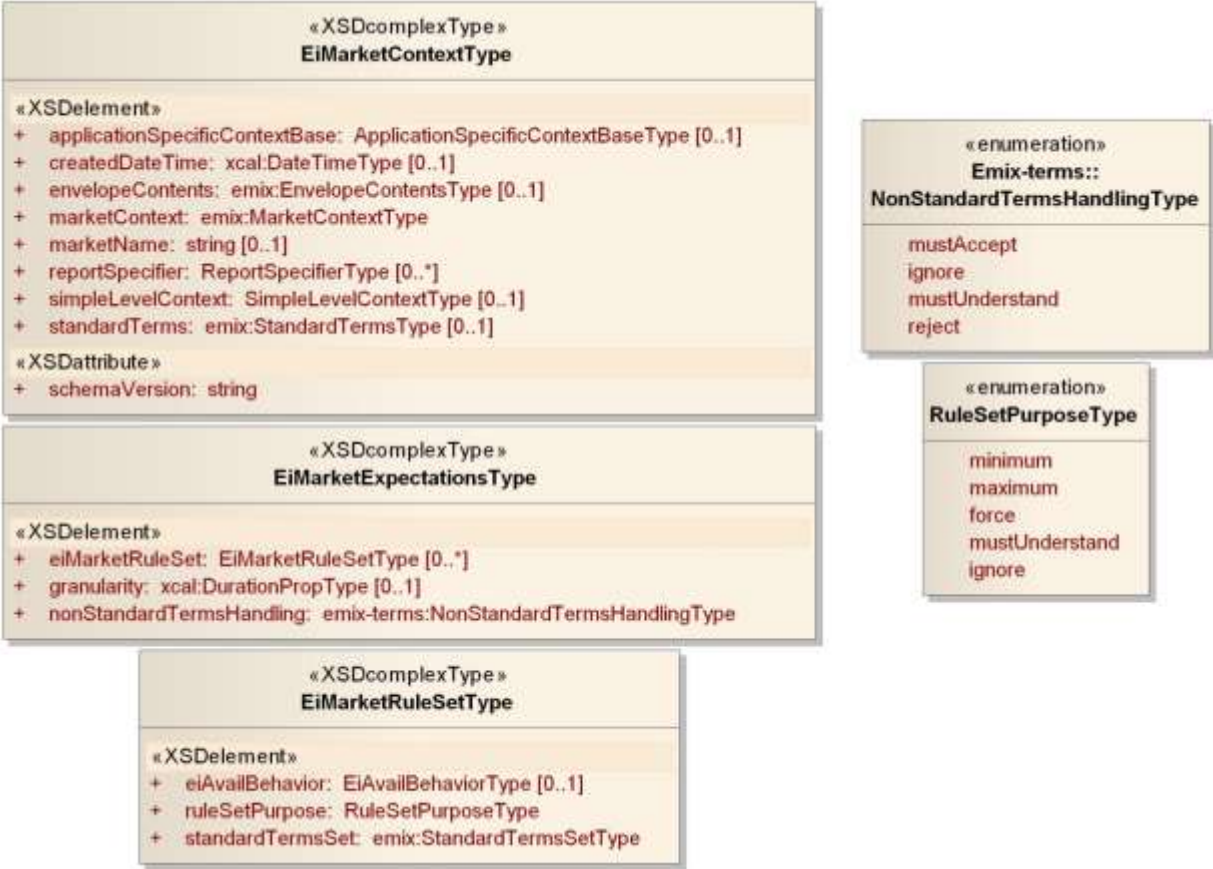 «XSDcomplexType»
EiMarketContextType
«XSDelement»
+ applicationSpecificContextBase: ApplicationSpecificContextBaseType [0..1]
+ createdDateTime: xcal:DateTimeType [0..1]
+ envelopeContents: emix:EnvelopeContentsType [0..1]
+ marketContext: emix:MarketContextType
+ marketName: string [0..1]
+ reportSpecifier: ReportSpecifierType [0..*]
+ simpleLevelContext: SimpleLevelContextType [0..1]
+ standardTerms: emix:StandardTermsType [0..1]
«XSDattribute»
+ schemaVersion: string
«enumeration»
Emix-terms::
NonStandardTermsHandlingType
mustAccept
ignore
mustUnderstand
reject
«enumeration»
RuleSetPurposeType
minimum
maximum
force
mustUnderstand
ignore
«XSDcomplexType»
EiMarketExpectationsType
«XSDelement»
+ eiMarketRuleSet: EiMarketRuleSetType [0..*]
+ granularity: xcal:DurationPropType [0..1]
+ nonStandardTermsHandling: emix-terms:NonStandardTermsHandlingType
«XSDcomplexType»
EiMarketRuleSetType
«XSDelement»
+ eiAvailBehavior: EiAvailBehaviorType [0..1]
+ ruleSetPurpose: RuleSetPurposeType
+ standardTermsSet: emix:StandardTermsSetType